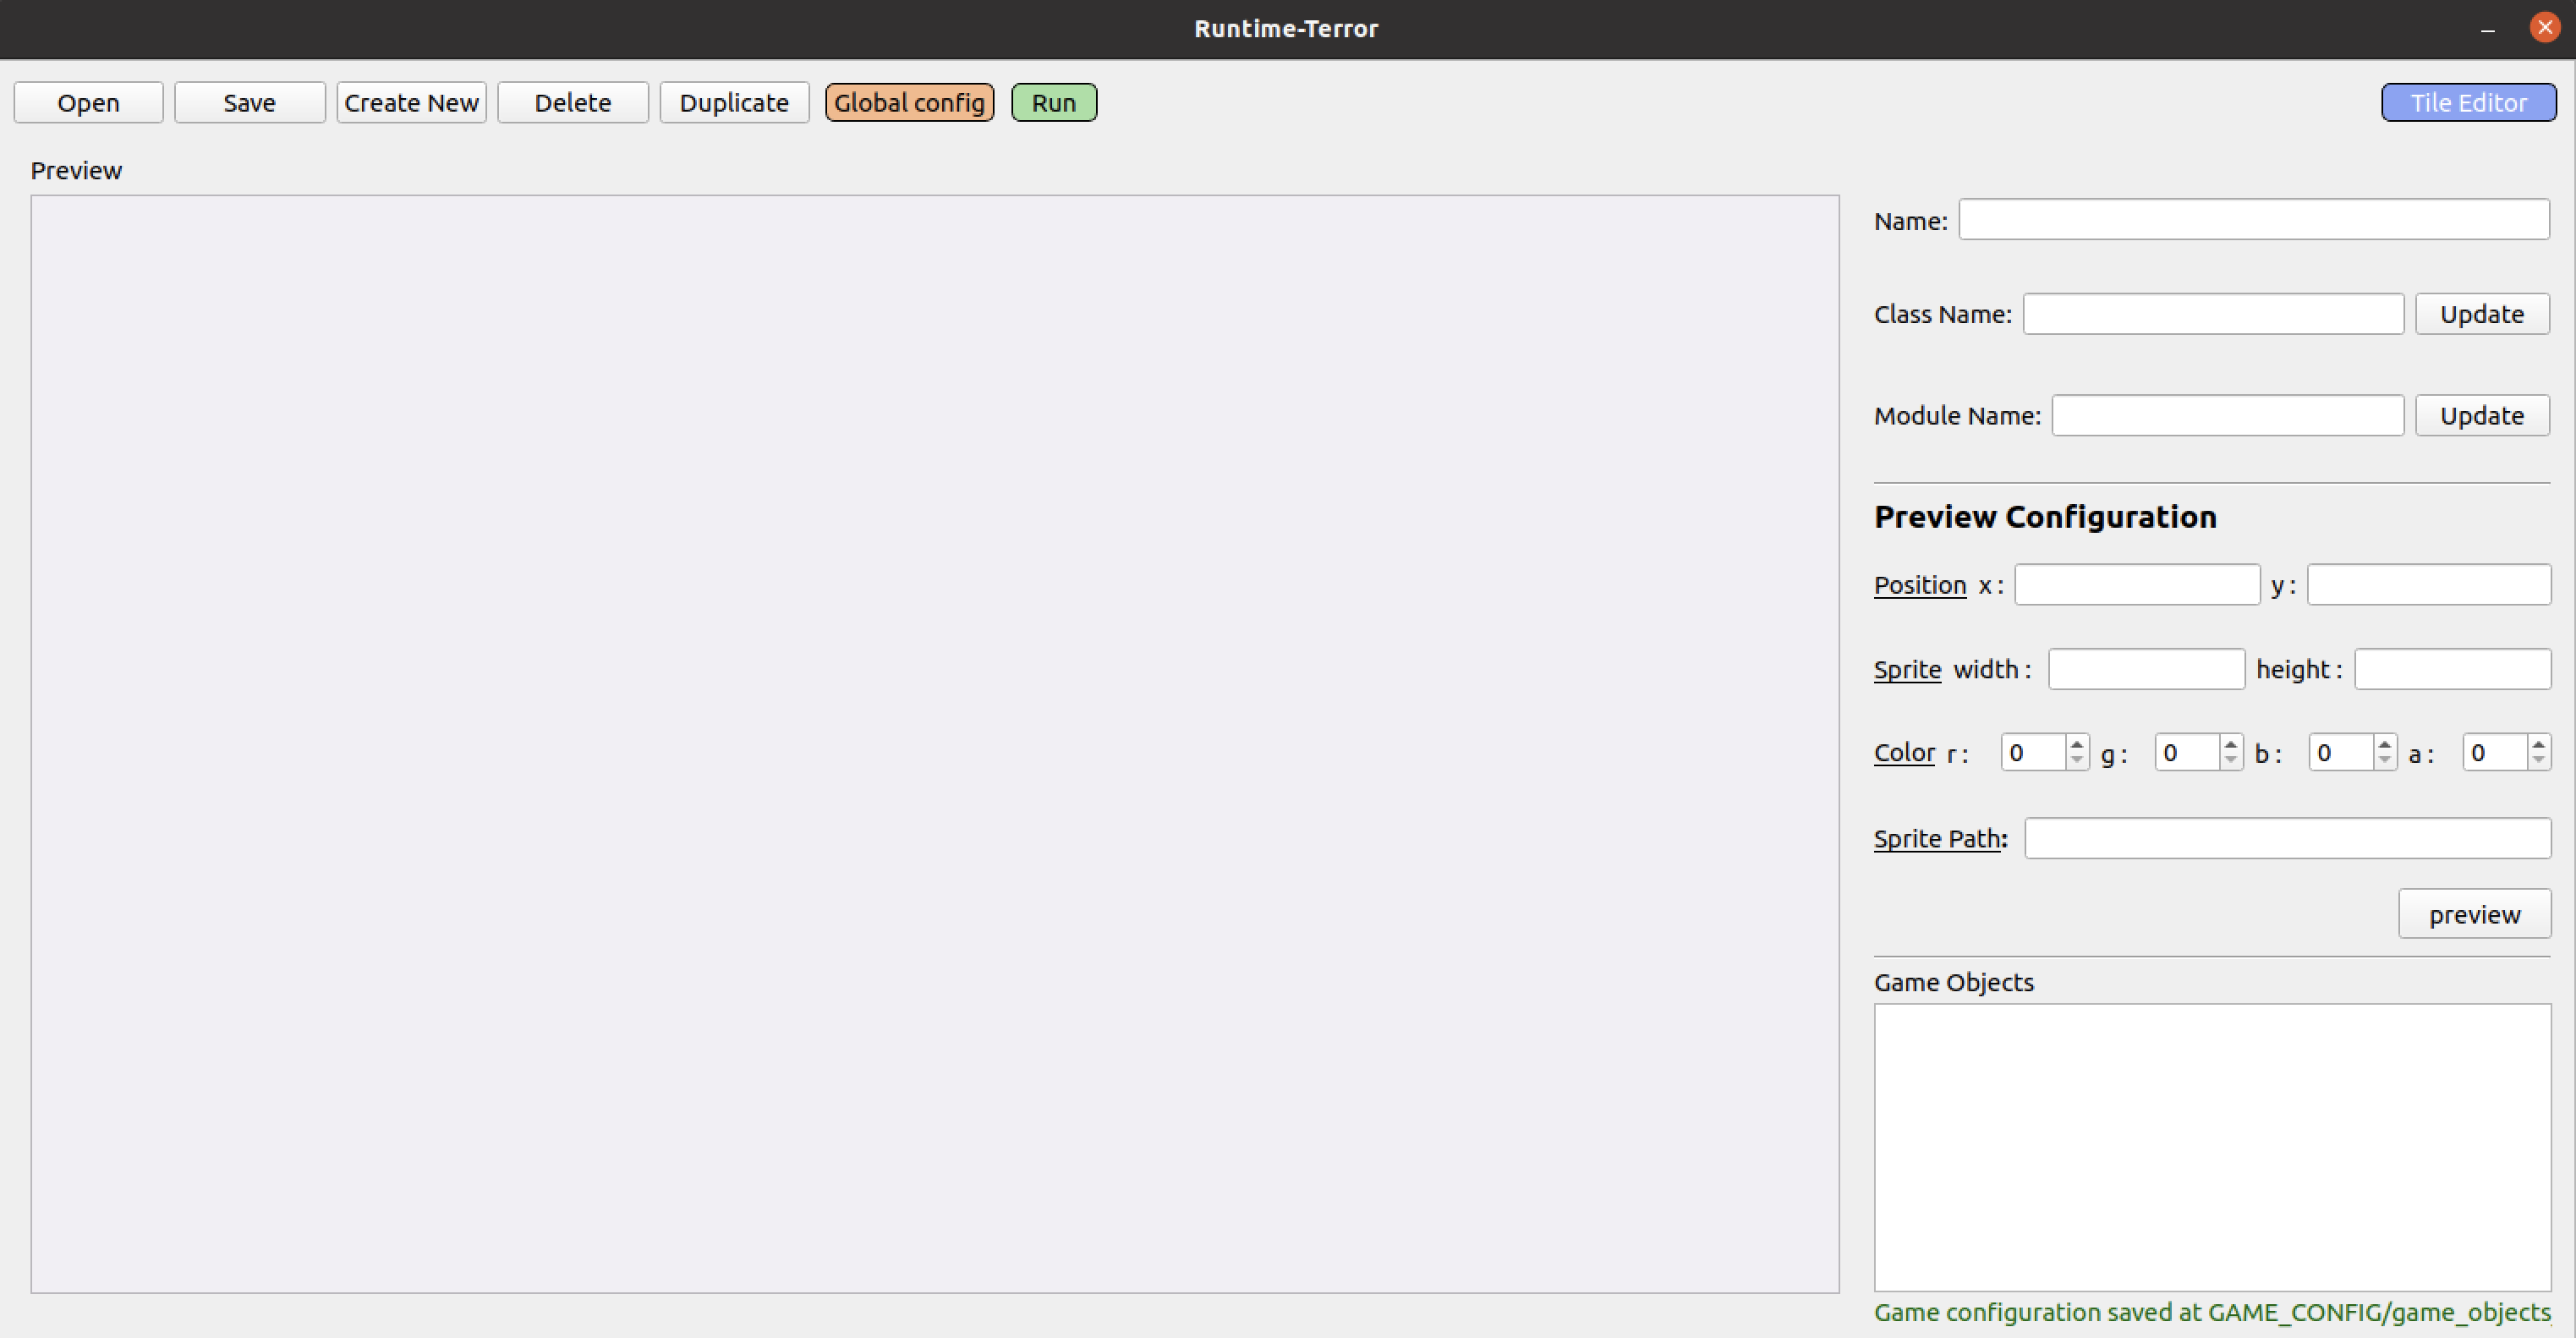 Runtime-Terror
Open Save Create New Delete Duplicate Global config Run Tile Editor
Preview
Name:
Class Name: Update
Module Name: Update
Preview Configuration
Position x : y :
Sprite width : height :
Color r : 0 g : 0 b : 0 a : 0
Sprite Path:
preview
Game Objects
Game configuration saved at GAME_CONFIG/game_objects